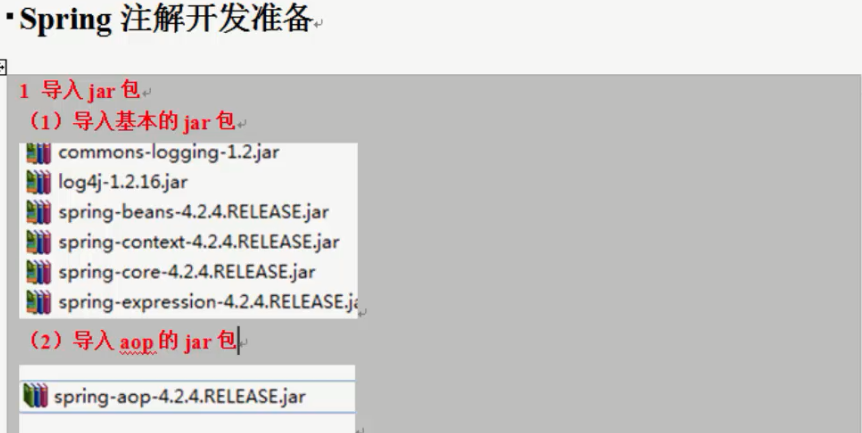 Spring 注解开发准备
1 导入 jar 包
（1）导入基本的 jar 包
commons-logging-1.2.jar
log4j-1.2.16.jar
spring-beans-4.2.4.RELEASE.jar
spring-context-4.2.4.RELEASE.jar
spring-core-4.2.4.RELEASE.jar
spring-expression-4.2.4.RELEASE.ja
（2）导入 aop 的 jar 包
spring-aop-4.2.4.RELEASE.jar